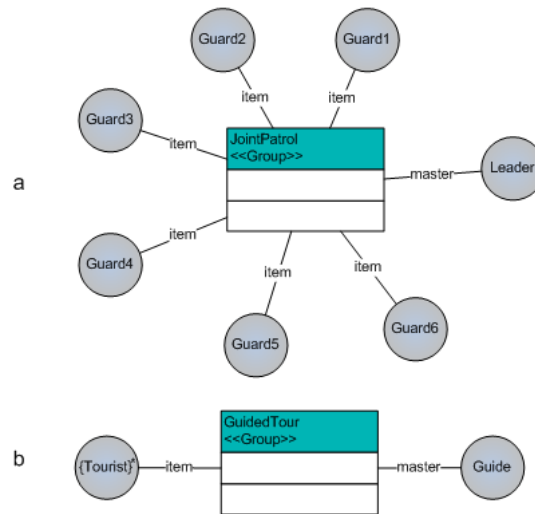 Guard2
Guard1
item
item
Guard3
item
JointPatrol
<<Group>>
a
master
Leader
Guard4
item
item
item
Guard5
Guard6
GuidedTour
<<Group>>
b
{Tourist}*
item
master
Guide